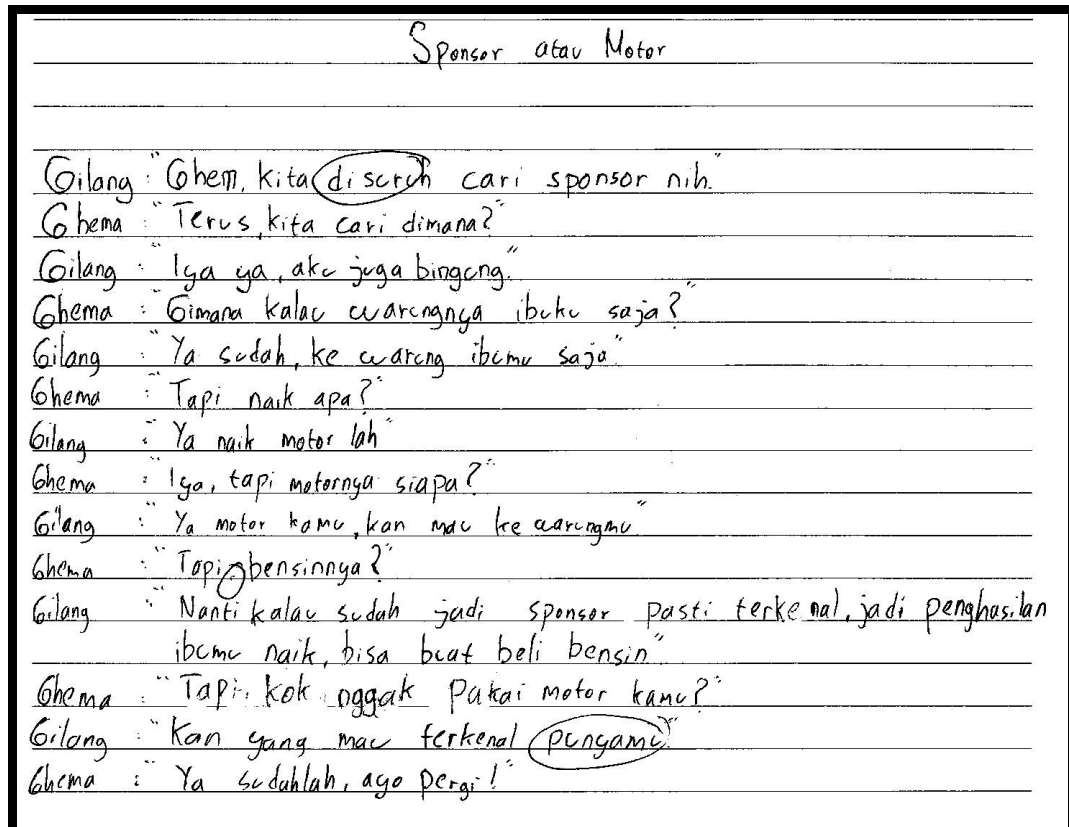 Sponsor atau Motor
Gilang : "Ghem, kita disuruh cari sponsor nih."
Ghema : "Terus, kita cari dimana?"
Gilang : "Iya ya, aku juga bingung."
Ghema : "Gimana kalau warungnya ibuku saja?"
Gilang : "Ya sudah, ke warung ibumu saja"
Ghema : "Tapi naik apa?"
Gilang : "Ya naik motor lah"
Ghema : "Iya, tapi motornya siapa?"
Gilang : "Ya motor kamu, kan mau ke warungmu"
Ghema : "Tapi bensinnya?"
Gilang : "Nanti kalau sudah jadi sponsor pasti terkenal, jadi penghasilan
ibumu naik, bisa buat beli bensin"
Ghema : "Tapi, kok nggak pakai motor kamu?"
Gilang : "Kan yang mau terkenal punyamu"
Ghema : "Ya sudahlah, ayo pergi!"